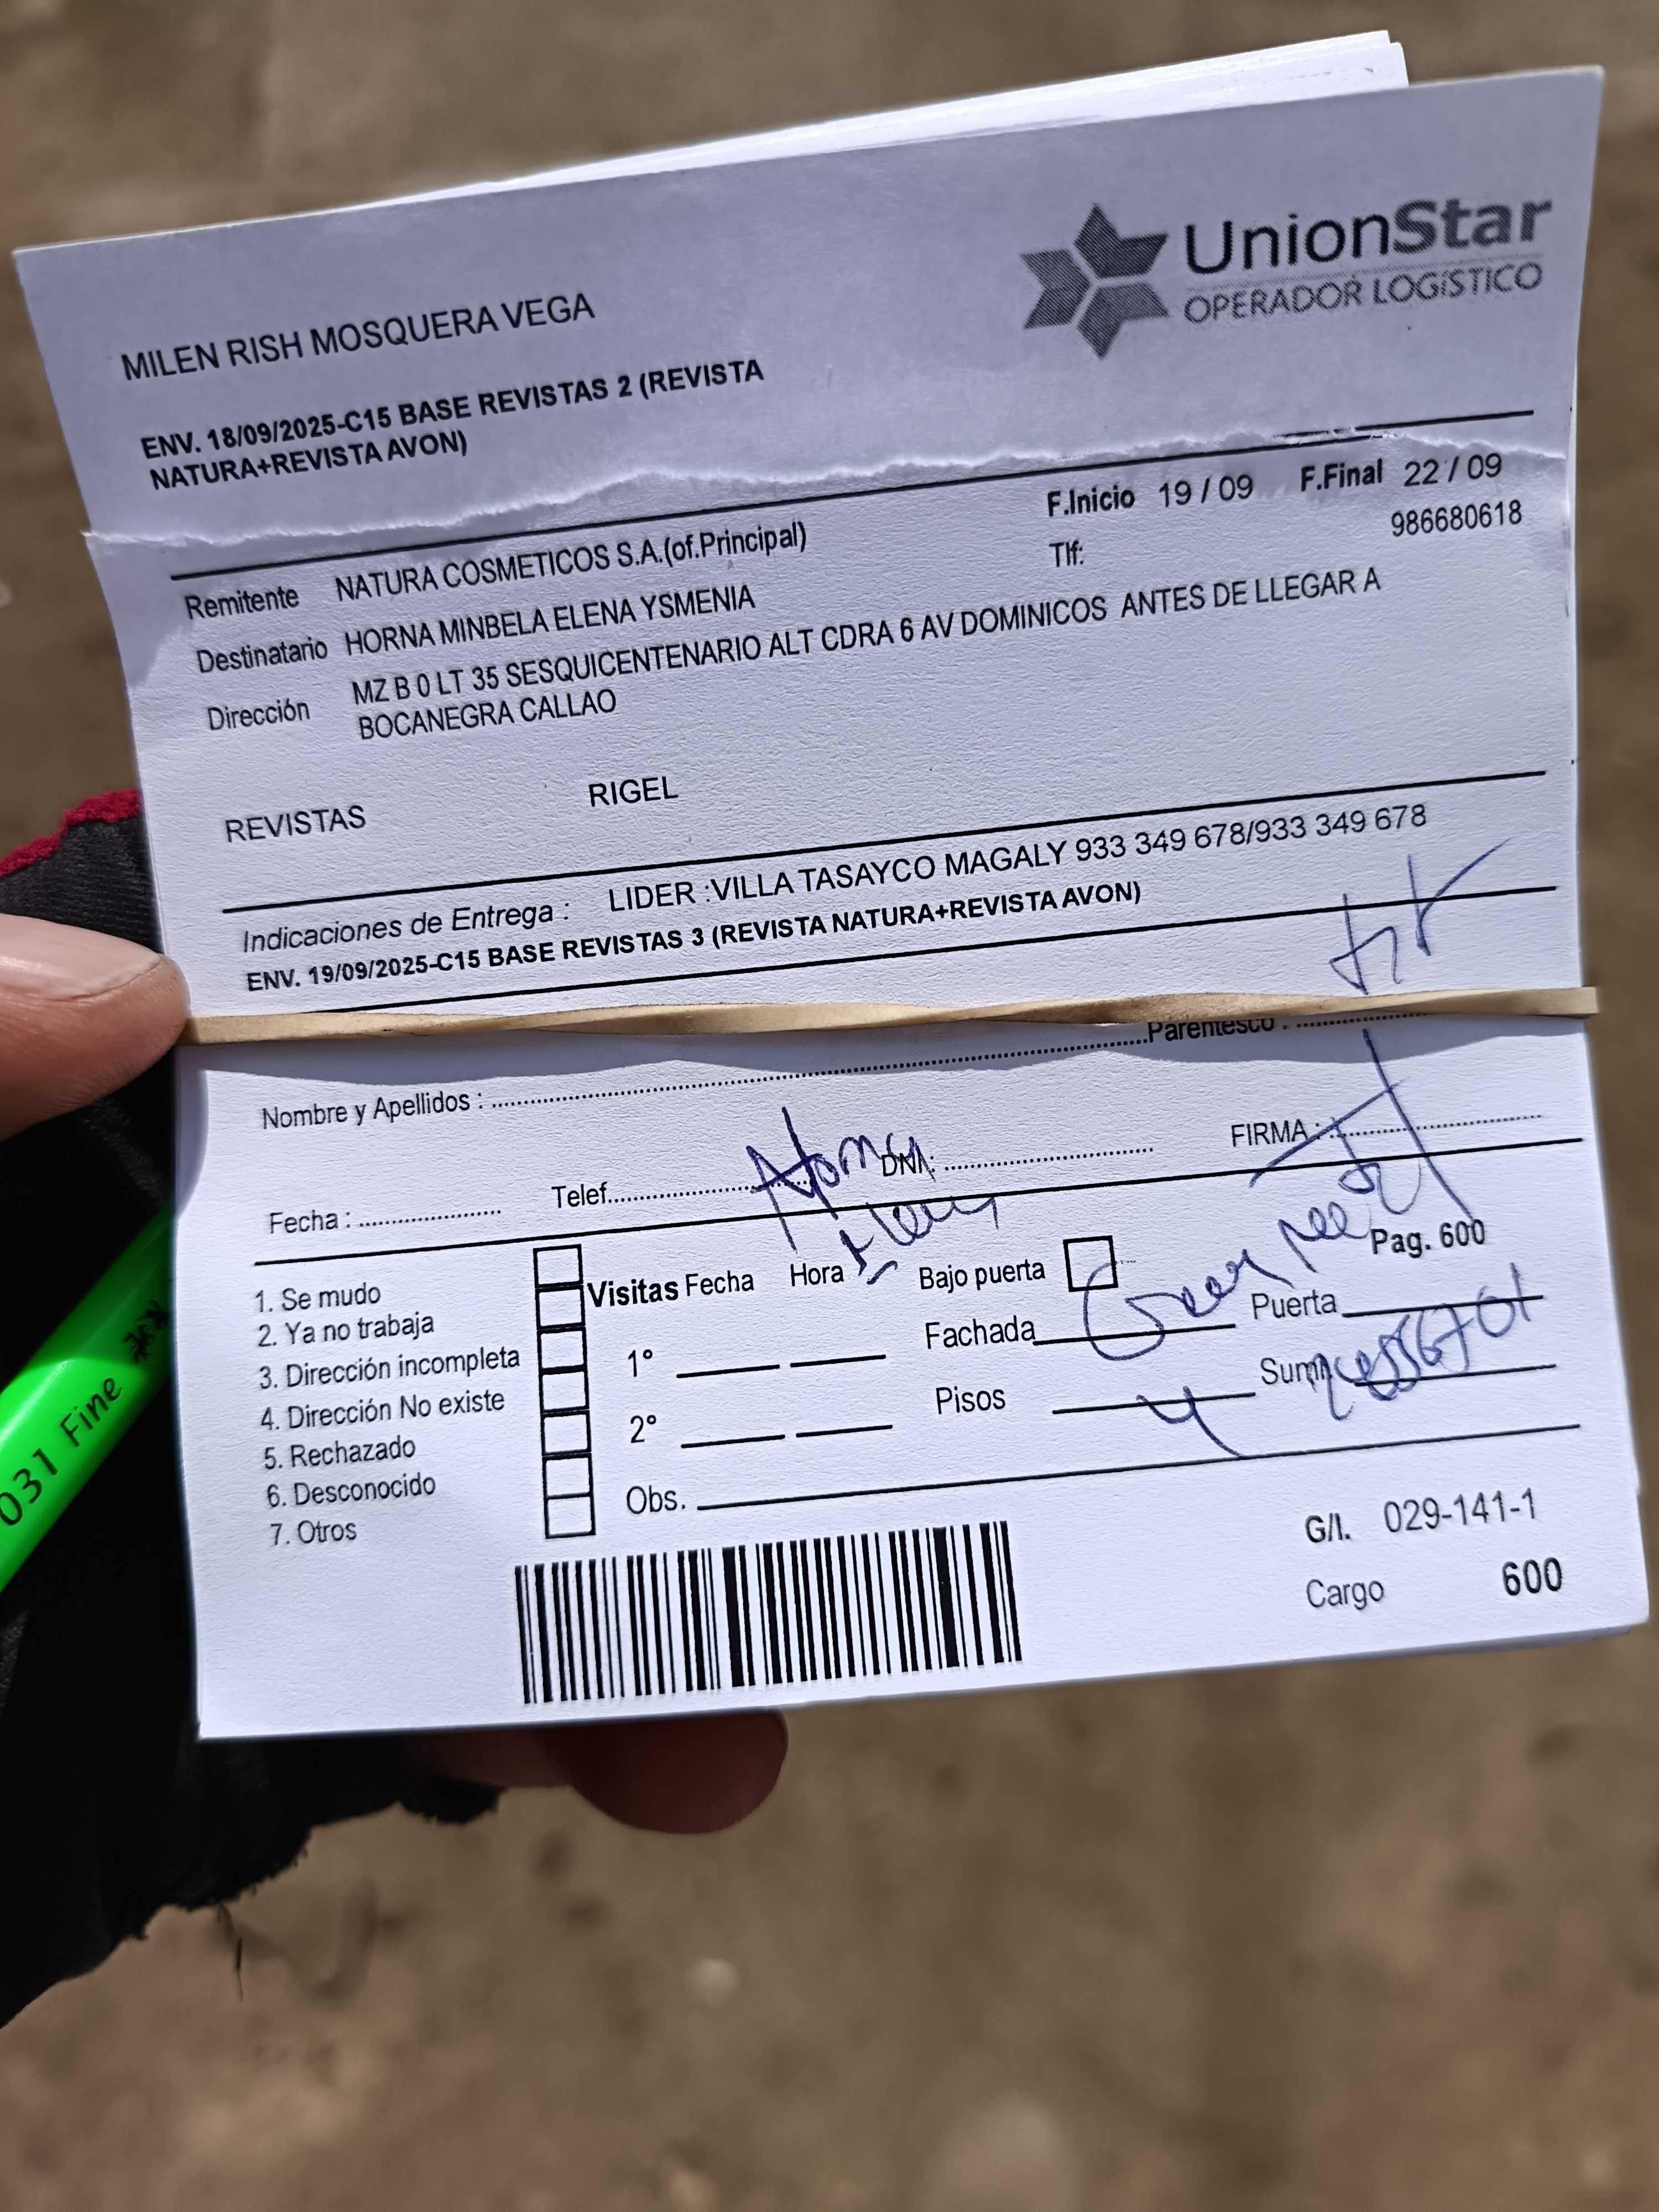 UnionStar
OPERADOR LOGÍSTICO
MILEN RISH MOSQUERA VEGA
ENV. 18/09/2025-C15 BASE REVISTAS 2 (REVISTA
NATURA+REVISTA AVON)
F.Inicio 19 / 09 F.Final 22 / 09
Remitente NATURA COSMETICOS S.A.(of.Principal) Tlf: 986680618
Destinatario HORNA MINBELA ELENA YSMENIA
Dirección MZ B 0 LT 35 SESQUICENTENARIO ALT CDRA 6 AV DOMINICOS ANTES DE LLEGAR A
BOCANEGRA CALLAO
REVISTAS RIGEL
Indicaciones de Entrega : LIDER :VILLA TASAYCO MAGALY 933 349 678/933 349 678
ENV. 19/09/2025-C15 BASE REVISTAS 3 (REVISTA NATURA+REVISTA AVON)
Nombre y Apellidos : Parentesco :
Fecha : Telef. DNI: FIRMA :
Horna
Pag. 600
1. Se mudo
2. Ya no trabaja
3. Dirección incompleta
4. Dirección No existe
5. Rechazado
6. Desconocido
7. Otros
Visitas Fecha Hora Bajo puerta
1° Fachada Puerta
2° Pisos 4 Sumi
Obs.
G/I. 029-141-1
Cargo 600
031 Fine